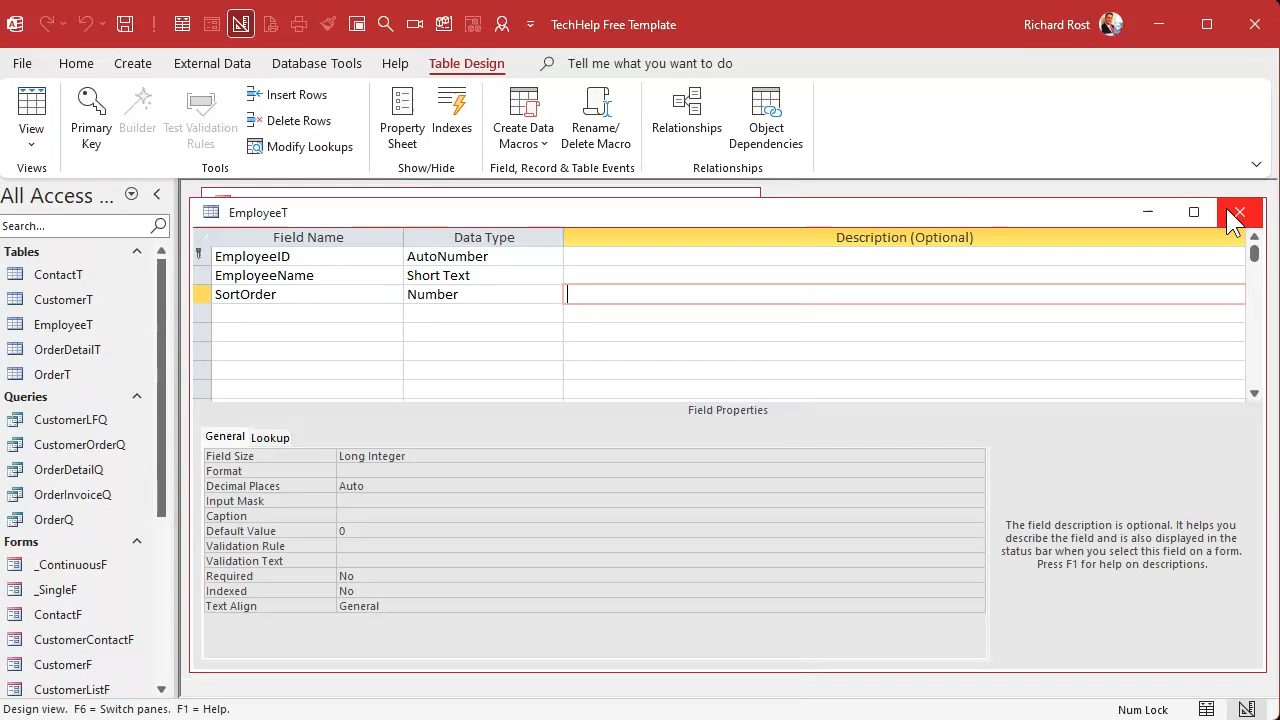 TechHelp Free Template
Richard Rost
File
Home
Create
External Data
Database Tools
Help
Table Design
Tell me what you want to do
View
Primary Key
Builder
Test Validation Rules
Insert Rows
Delete Rows
Modify Lookups
Property Sheet
Indexes
Create Data Macros
Rename/ Delete Macro
Relationships
Object Dependencies
Views
Tools
Show/Hide
Field, Record & Table Events
Relationships
All Access ...
Search...
Tables
ContactT
CustomerT
EmployeeT
OrderDetailT
OrderT
Queries
CustomerLFQ
CustomerOrderQ
OrderDetailQ
OrderInvoiceQ
OrderQ
Forms
_ContinuousF
_SingleF
ContactF
CustomerContactF
CustomerF
CustomerListF
EmployeeT
Field Name Data Type Description (Optional)
EmployeeID AutoNumber
EmployeeName Short Text
SortOrder Number
Field Properties
General Lookup
Field Size Long Integer
Format
Decimal Places Auto
Input Mask
Caption
Default Value 0
Validation Rule
Validation Text
Required No
Indexed No
Text Align General
The field description is optional. It helps you
describe the field and is also displayed in the
status bar when you select this field on a form.
Press F1 for help on descriptions.
Design view. F6 = Switch panes. F1 = Help.
Num Lock